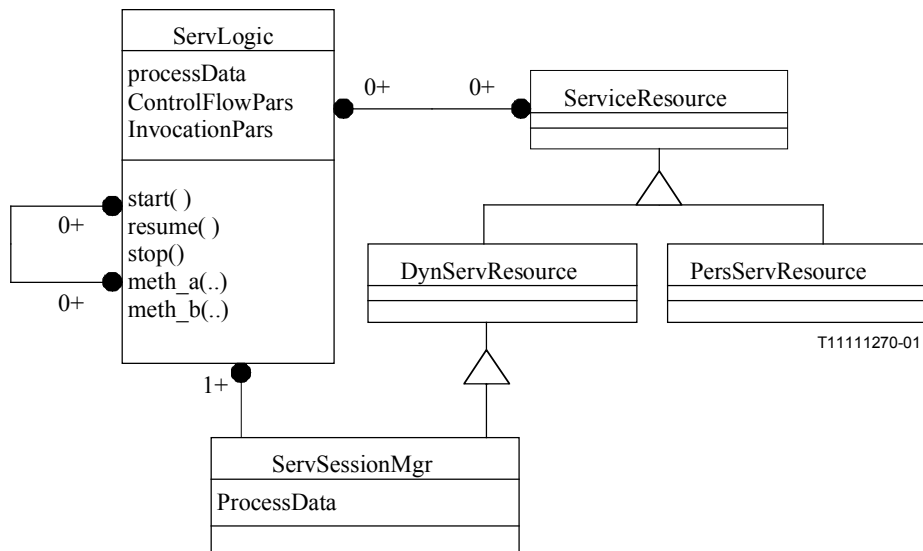 ServLogic
processData
ControlFlowPars
InvocationPars
0+
0+
ServiceResource
start( )
resume( )
stop()
meth_a(..)
meth_b(..)
0+
0+
DynServResource
PersServResource
T11111270-01
1+
ServSessionMgr
ProcessData